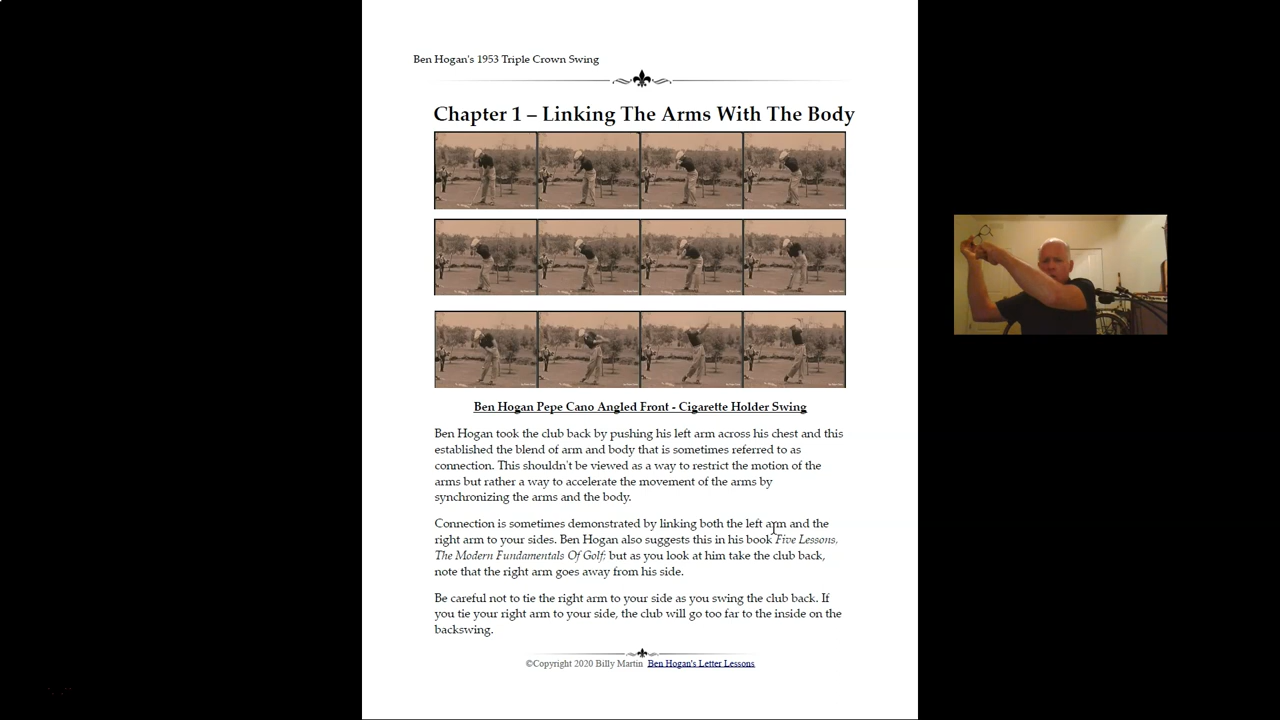 Ben Hogan's 1953 Triple Crown Swing
Chapter 1 – Linking The Arms With The Body
Ben Hogan Pepe Cano Angled Front - Cigarette Holder Swing
Ben Hogan took the club back by pushing his left arm across his chest and this
established the blend of arm and body that is sometimes referred to as
connection. This shouldn't be viewed as a way to restrict the motion of the
arms but rather a way to accelerate the movement of the arms by
synchronizing the arms and the body.
Connection is sometimes demonstrated by linking both the left arm and the
right arm to your sides. Ben Hogan also suggests this in his book Five Lessons,
The Modern Fundamentals Of Golf; but as you look at him take the club back,
note that the right arm goes away from his side.
Be careful not to tie the right arm to your side as you swing the club back. If
you tie your right arm to your side, the club will go too far to the inside on the
backswing.
©Copyright 2020 Billy Martin Ben Hogan's Letter Lessons